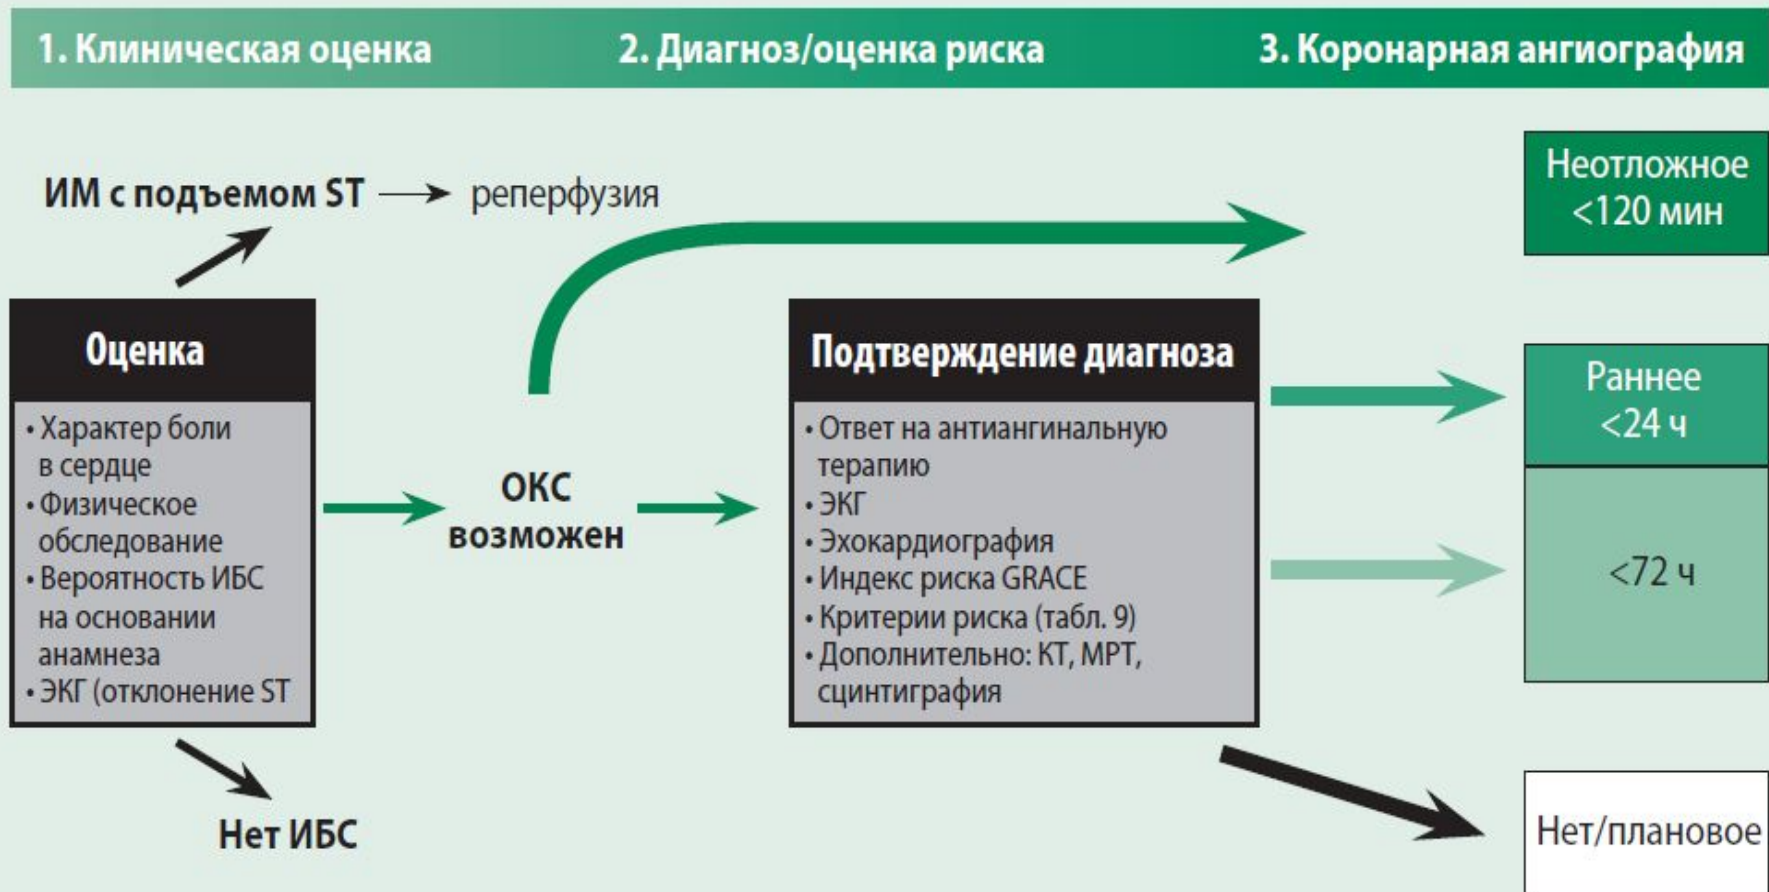 1. Клиническая оценка
2. Диагноз/оценка риска
3. Коронарная ангиография
ИМ с подъемом ST
реперфузия
Неотложное
<120 мин
Оценка
• Характер боли
в сердце
• Физическое
обследование
• Вероятность ИБС
на основании
анамнеза
• ЭКГ (отклонение ST
ОКС
возможен
Подтверждение диагноза
• Ответ на антиангинальную
терапию
• ЭКГ
• Эхокардиография
• Индекс риска GRACE
• Критерии риска (табл. 9)
• Дополнительно: КТ, МРТ,
сцинтиграфия
Раннее
<24 ч
<72 ч
Нет ИБС
Нет/плановое